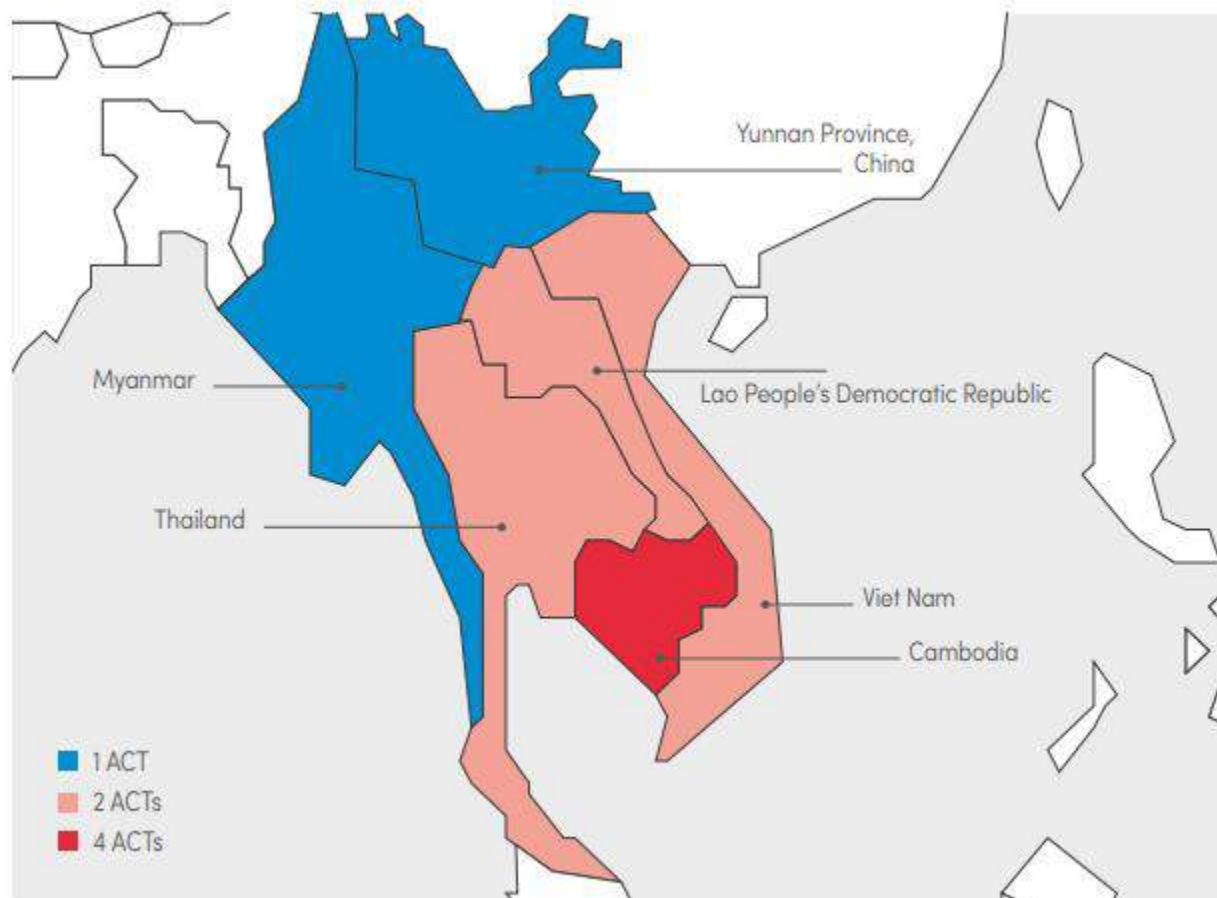 Yunnan Province,
China
Myanmar
Lao People's Democratic Republic
Thailand
Viet Nam
Cambodia
1 ACT
2 ACTs
4 ACTs